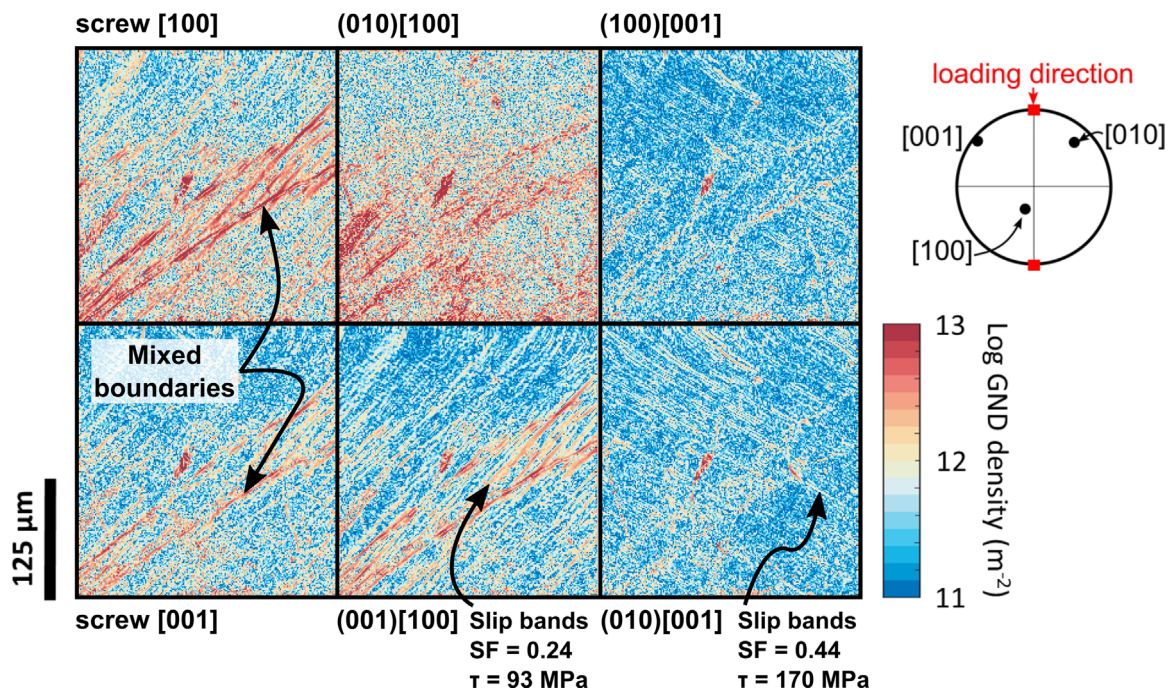 screw [100]
(010)[100]
(100)[001]
loading direction
[001]
[010]
[100]
Mixed
boundaries
13
12
11
Log GND density (m⁻²)
125 µm
screw [001]
(001)[100]
(010)[001]
Slip bands
SF = 0.24
τ = 93 MPa
Slip bands
SF = 0.44
τ = 170 MPa